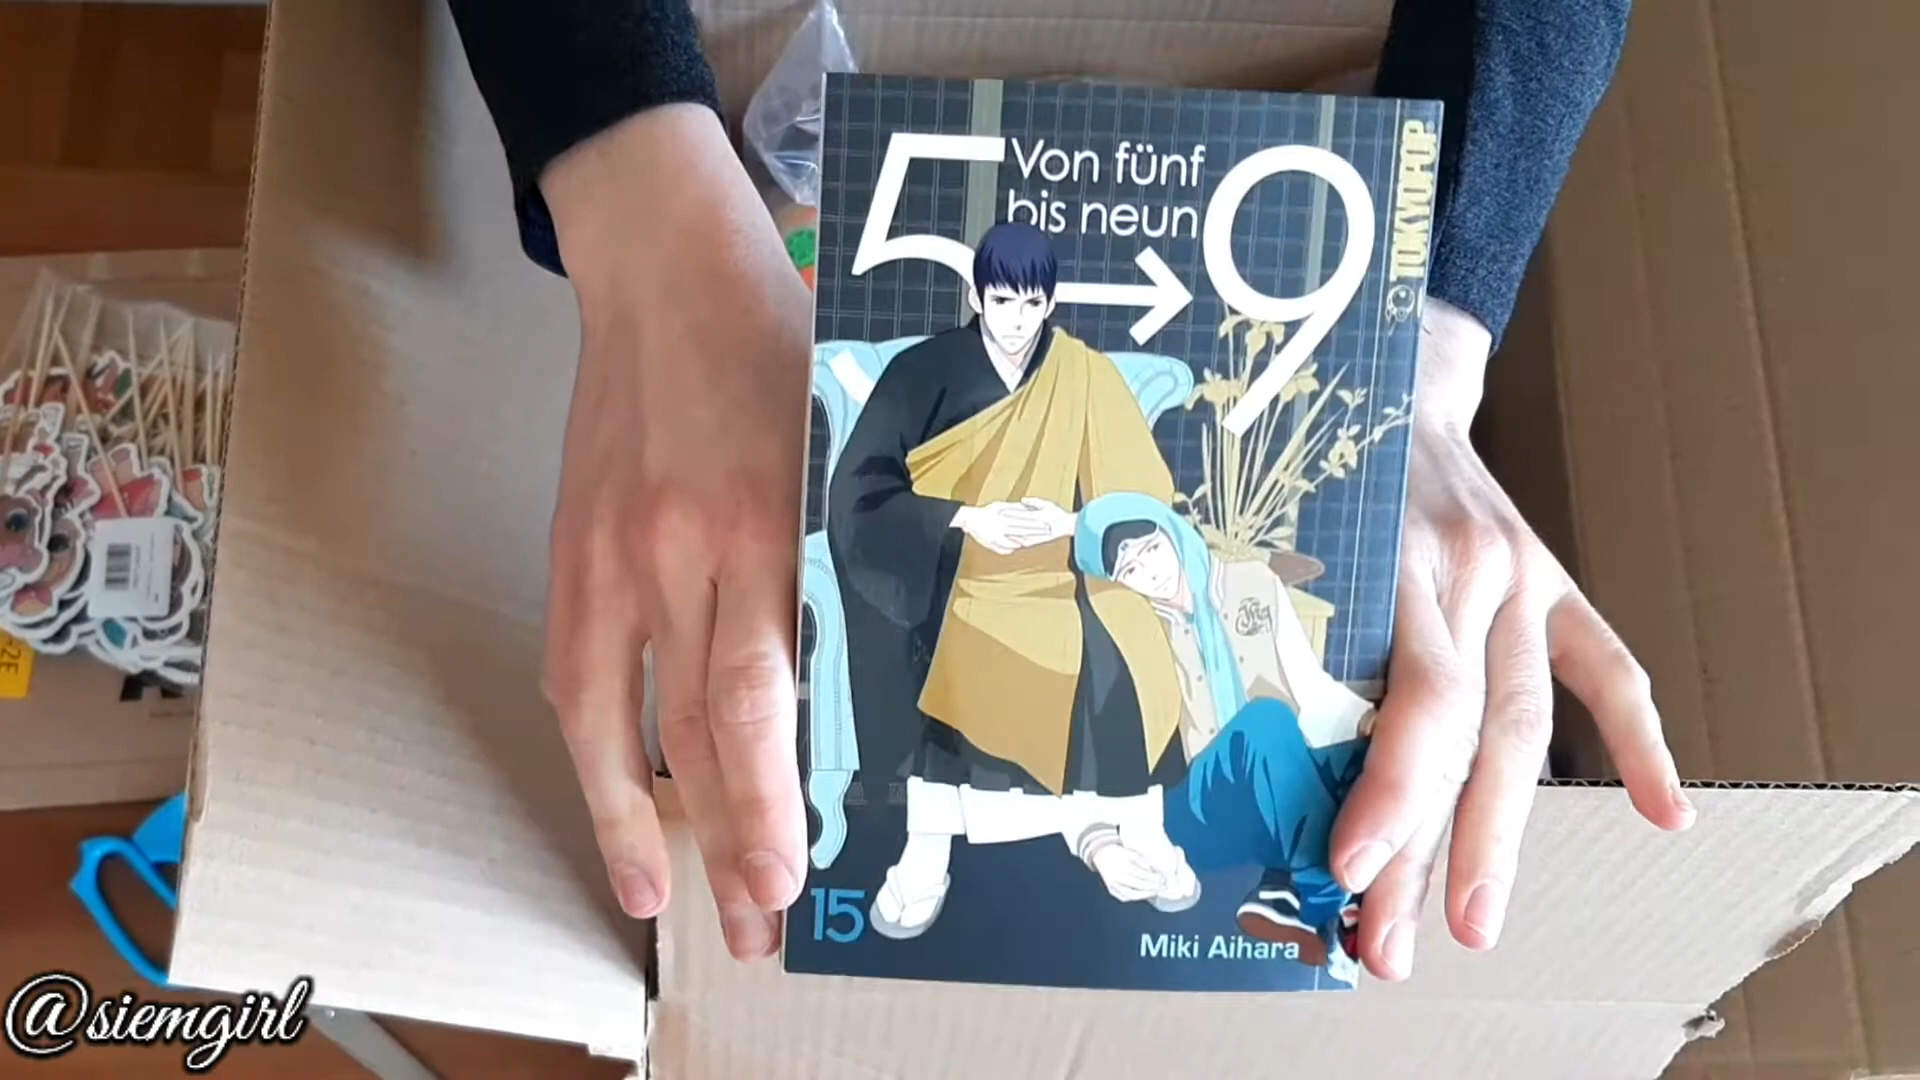 5 Von fünf
bis neun
→ 9
TOKYOPOP
15
Miki Aihara
@siemgirl